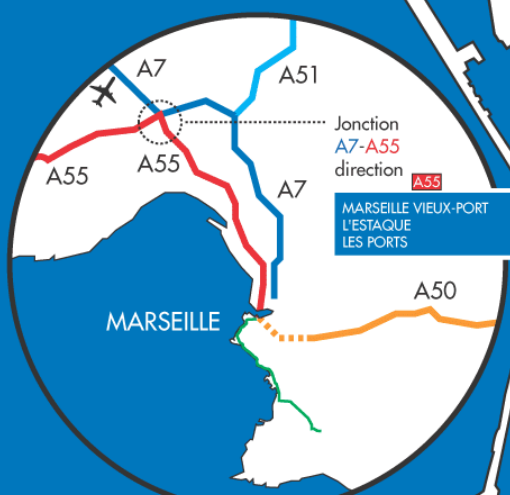 A7
A51
A55
A55
Jonction
A7-A55
direction
A55
MARSEILLE VIEUX-PORT
L'ESTAQUE
LES PORTS
A7
A50
MARSEILLE